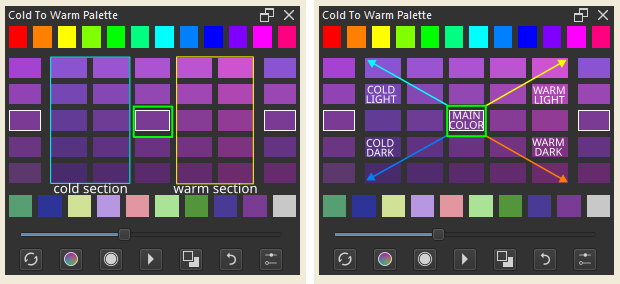 Cold To Warm Palette
cold section
warm section
Cold To Warm Palette
COLD
LIGHT
WARM
LIGHT
MAIN
COLOR
COLD
DARK
WARM
DARK